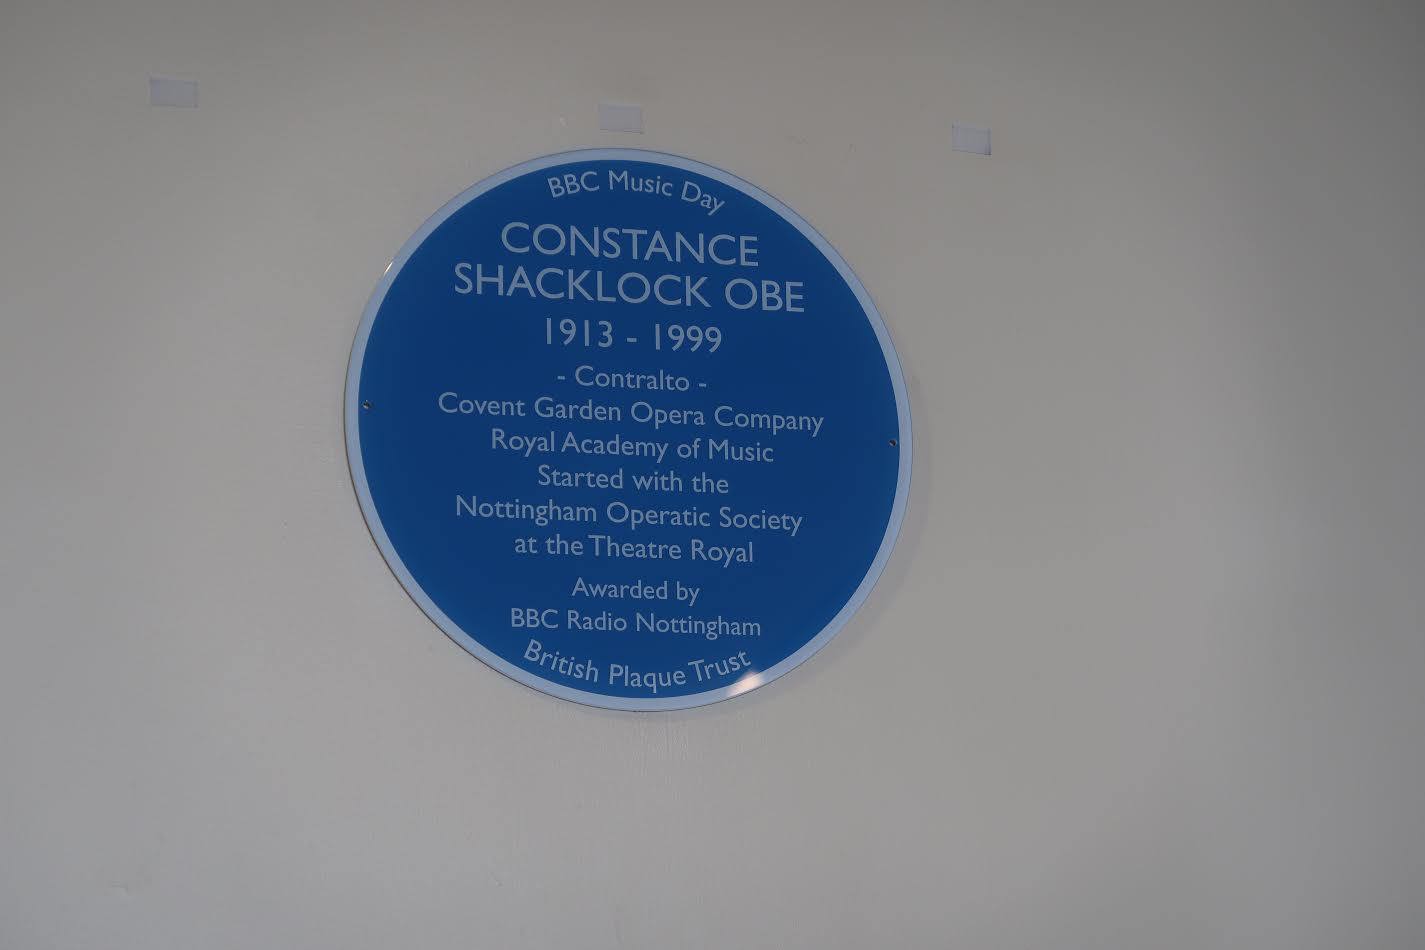 BBC Music Day
CONSTANCE
SHACKLOCK OBE
1913 - 1999
- Contralto -
Covent Garden Opera Company
Royal Academy of Music
Started with the
Nottingham Operatic Society
at the Theatre Royal
Awarded by
BBC Radio Nottingham
British Plaque Trust